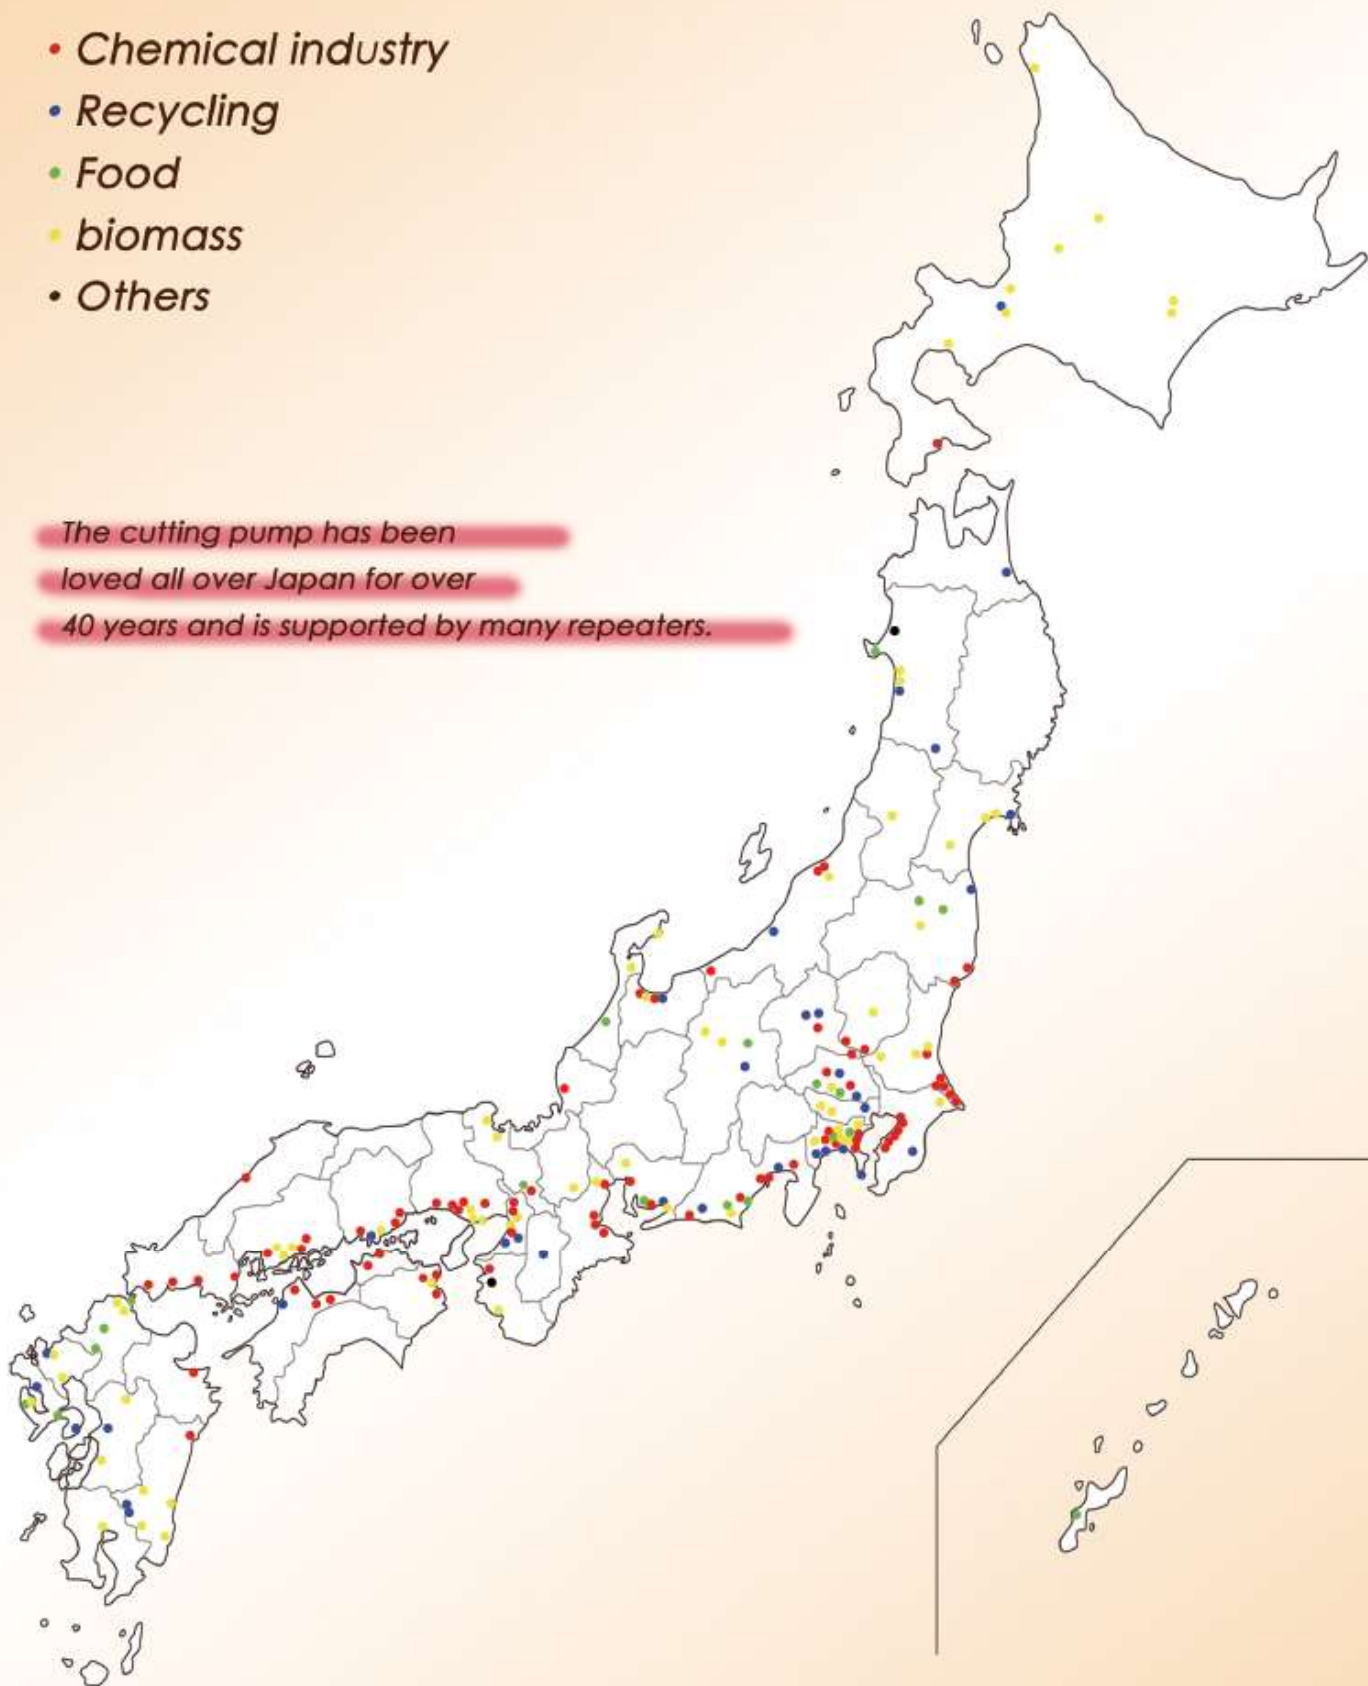 • Chemical industry
• Recycling
• Food
• biomass
• Others
The cutting pump has been
loved all over Japan for over
40 years and is supported by many repeaters.